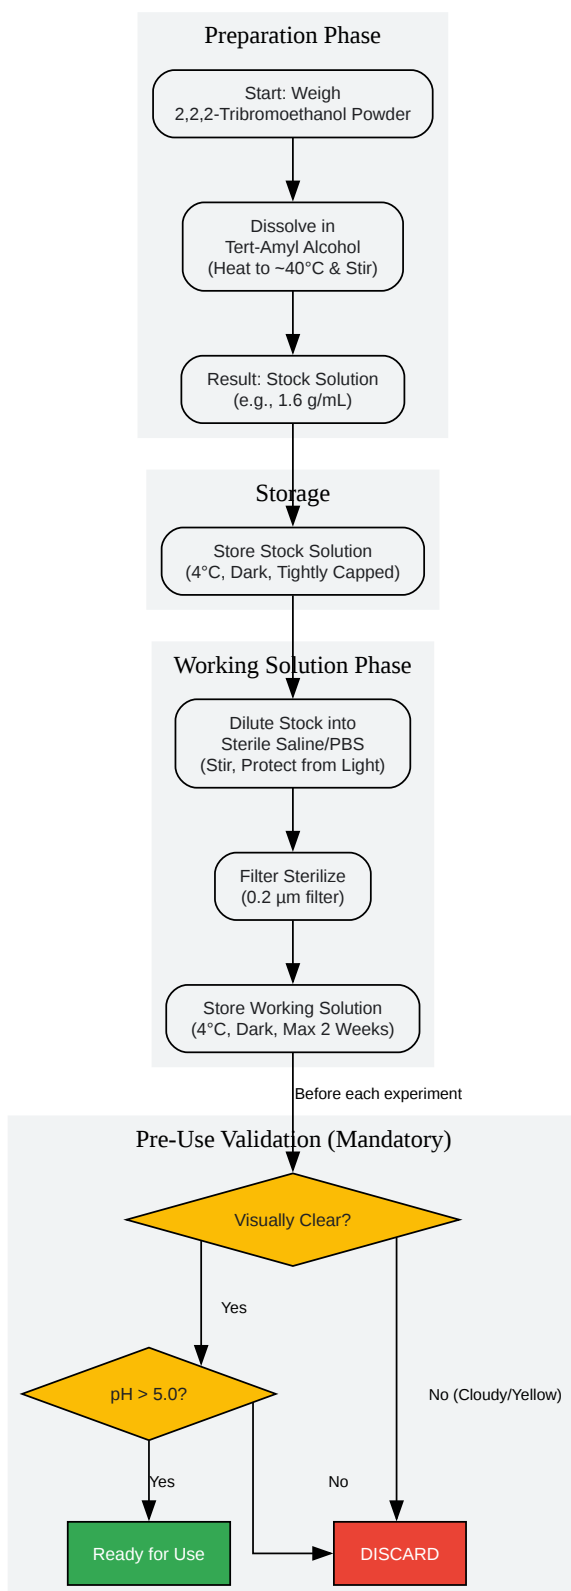 Preparation Phase
Start: Weigh
2,2,2-Tribromoethanol Powder
Dissolve in
Tert-Amyl Alcohol
(Heat to ~40°C & Stir)
Result: Stock Solution
(e.g., 1.6 g/mL)
Storage
Store Stock Solution
(4°C, Dark, Tightly Capped)
Working Solution Phase
Dilute Stock into
Sterile Saline/PBS
(Stir, Protect from Light)
Filter Sterilize
(0.2 µm filter)
Store Working Solution
(4°C, Dark, Max 2 Weeks)
Before each experiment
Pre-Use Validation (Mandatory)
Visually Clear?
Yes
pH > 5.0?
No (Cloudy/Yellow)
Yes
No
Ready for Use
DISCARD